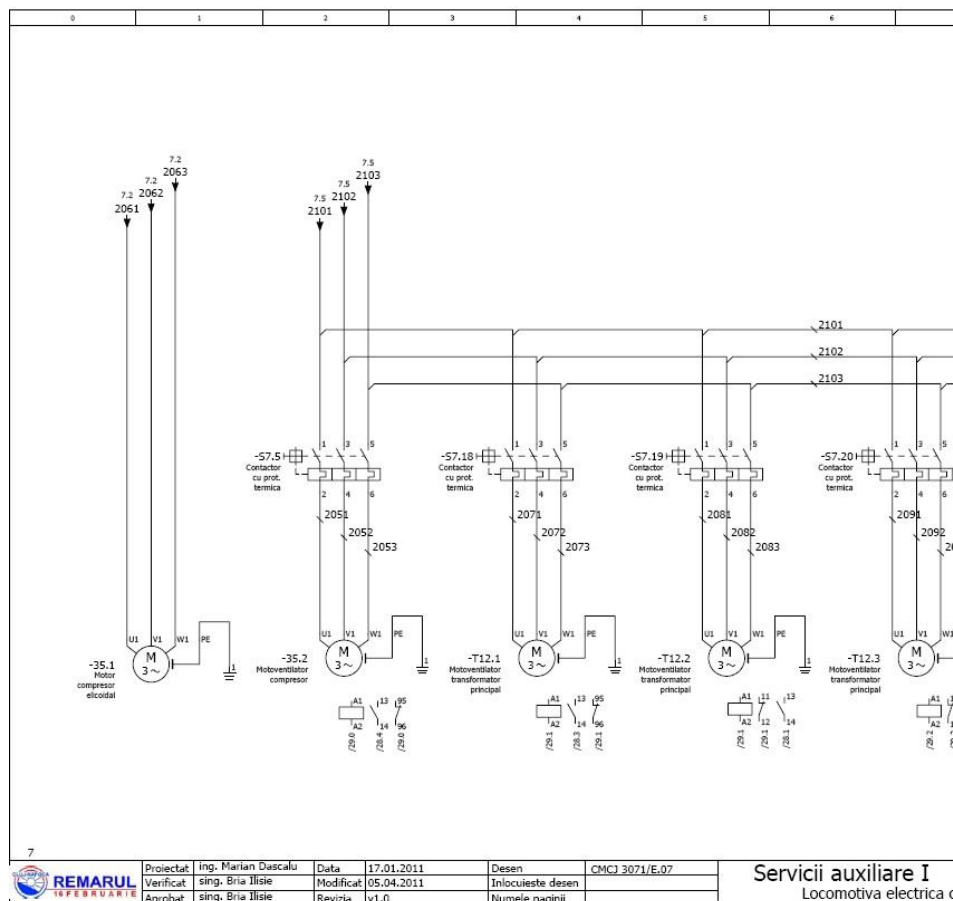 0 1 2 3 4 5 6
7.2
2063
7.2
2062
7.2
2061
7.5
2103
7.5
2102
7.5
2101
2101
2102
2103
1 3 5
1 3 5
1 3 5
1 3 5
-S7.5
Contactor
cu prot.
termica
-S7.18
Contactor
cu prot.
termica
-S7.19
Contactor
cu prot.
termica
-S7.20
Contactor
cu prot.
termica
2 4 6
2 4 6
2 4 6
2 4 6
2051
2052
2053
2071
2072
2073
2081
2082
2083
2091
2092
U1 V1 W1 PE
M
3~
1
-35.1
Motor
compresor
elicoidal
U1 V1 W1 PE
M
3~
1
-35.2
Motoventilator
compresor
U1 V1 W1 PE
M
3~
1
-T12.1
Motoventilator
transformator
principal
U1 V1 W1 PE
M
3~
1
-T12.2
Motoventilator
transformator
principal
U1 V1 W1
M
3~
-T12.3
Motoventilator
transformator
principal
A1 13 95
A2 14 96
/29.0 /28.4 /29.0
A1 13 95
A2 14 96
/29.1 /28.3 /29.1
A1 11 13
A2 12 14
/29.1 /29.1 /28.1
A1
A2
/29.2
7
CLUJ-NAPOCA
REMARUL
16 FEBRUARIE
Proiectat ing. Marian Dascalu Data 17.01.2011 Desen CMCJ 3071/E.07
Verificat sing. Bria Ilisie Modificat 05.04.2011 Inlocuieste desen
Aprobat sing. Bria Ilisie Revizia v1.0 Numele paginii
Servicii auxiliare I
Locomotiva electrica